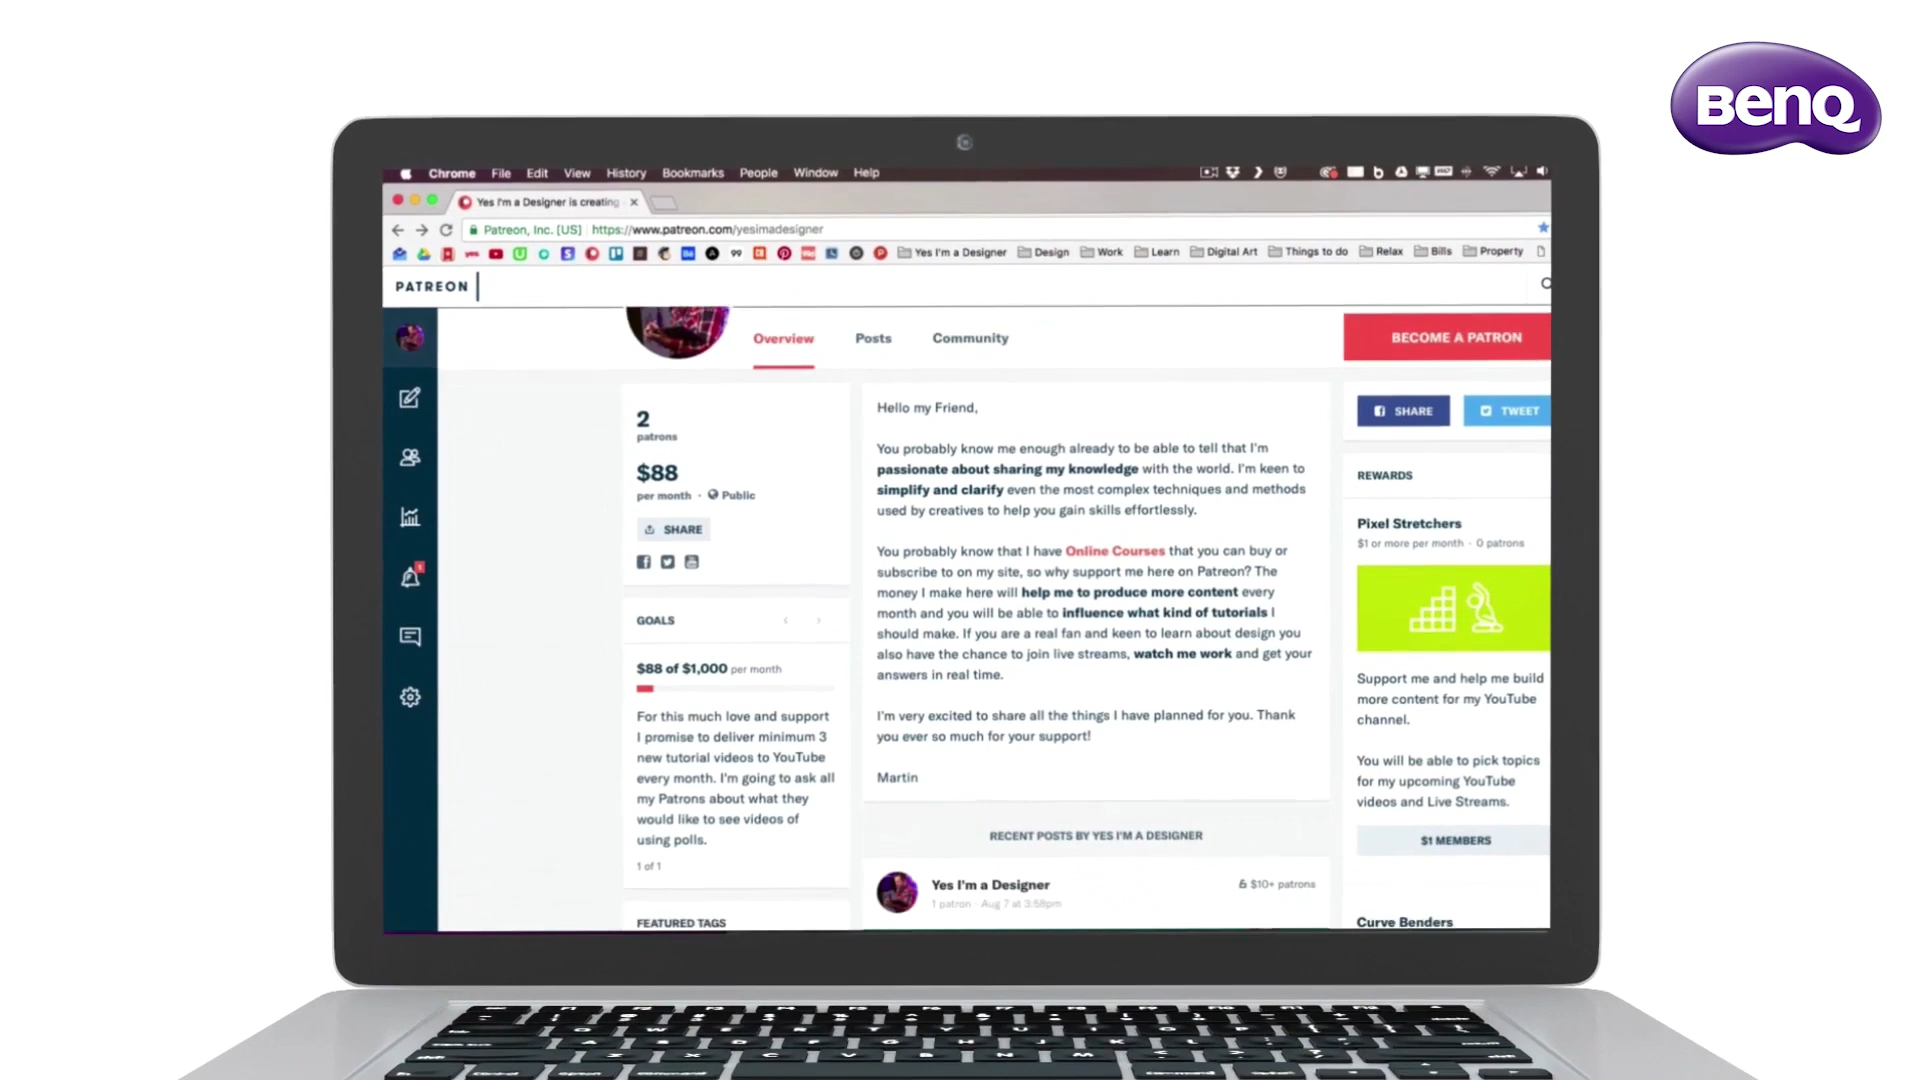 BenQ
Chrome File Edit View History Bookmarks People Window Help
Yes I'm a Designer is creating
Patreon, Inc. [US] https://www.patreon.com/yesimadesigner
Yes I'm a Designer Design Work Learn Digital Art Things to do Relax Bills Property
PATREON
Overview Posts Community
BECOME A PATRON
2
patrons
$88
per month · Public
SHARE
GOALS
$88 of $1,000 per month
For this much love and support
I promise to deliver minimum 3
new tutorial videos to YouTube
every month. I'm going to ask all
my Patrons about what they
would like to see videos of
using polls.
1 of 1
FEATURED TAGS
Hello my Friend,
You probably know me enough already to be able to tell that I'm
passionate about sharing my knowledge with the world. I'm keen to
simplify and clarify even the most complex techniques and methods
used by creatives to help you gain skills effortlessly.
You probably know that I have Online Courses that you can buy or
subscribe to on my site, so why support me here on Patreon? The
money I make here will help me to produce more content every
month and you will be able to influence what kind of tutorials I
should make. If you are a real fan and keen to learn about design you
also have the chance to join live streams, watch me work and get your
answers in real time.
I'm very excited to share all the things I have planned for you. Thank
you ever so much for your support!
Martin
RECENT POSTS BY YES I'M A DESIGNER
Yes I'm a Designer
1 patron · Aug 7 at 3:58pm
$10+ patrons
SHARE TWEET
REWARDS
Pixel Stretchers
$1 or more per month · 0 patrons
Support me and help me build
more content for my YouTube
channel.
You will be able to pick topics
for my upcoming YouTube
videos and Live Streams.
$1 MEMBERS
Curve Benders